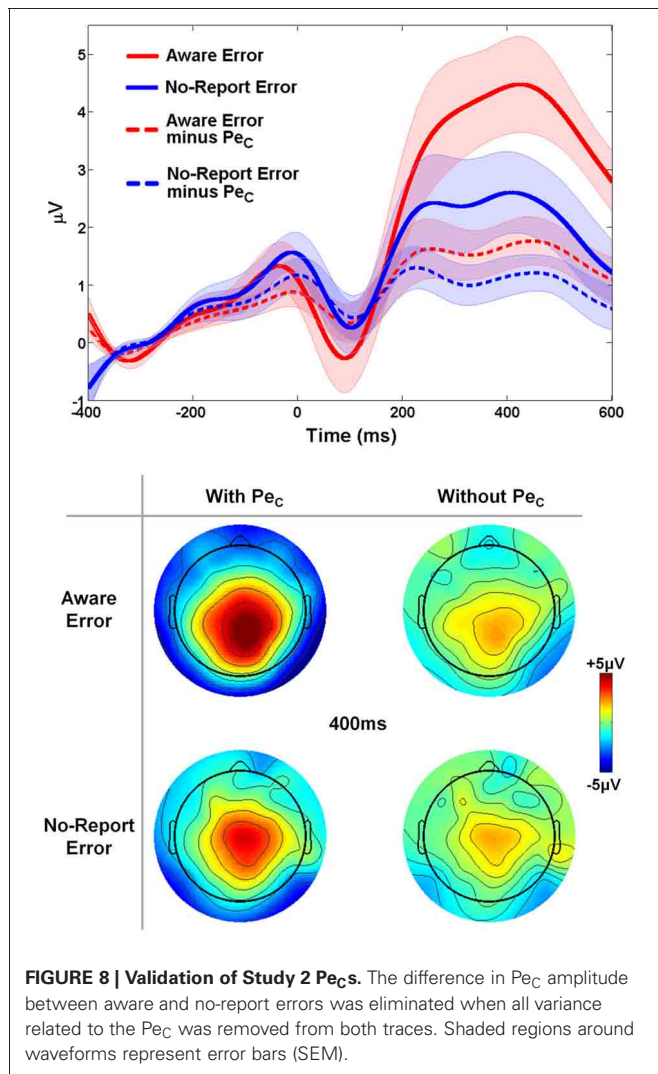 Aware Error
No-Report Error
Aware Error
minus PeC
No-Report Error
minus PeC
5
4
3
2
1
0
-1
µV
-400
-200
0
200
400
600
Time (ms)
With PeC
Without PeC
Aware
Error
+5µV
400ms
-5µV
No-Report
Error
FIGURE 8 | Validation of Study 2 PeCs. The difference in PeC amplitude
between aware and no-report errors was eliminated when all variance
related to the PeC was removed from both traces. Shaded regions around
waveforms represent error bars (SEM).